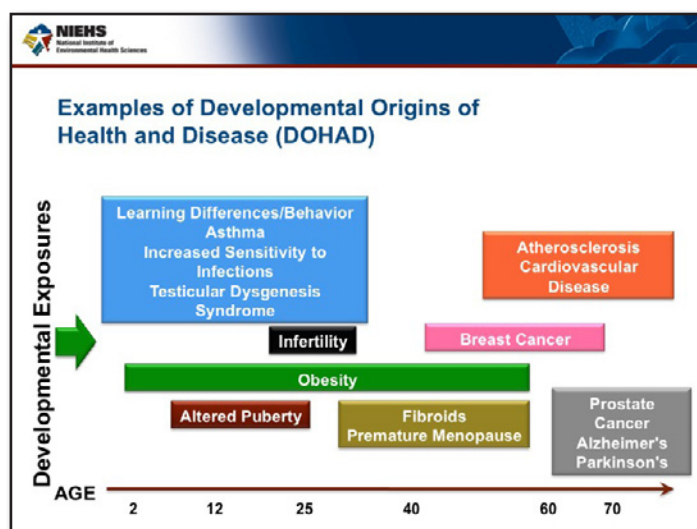 NIEHS
National Institute of
Environmental Health Sciences
Examples of Developmental Origins of
Health and Disease (DOHAD)
Developmental Exposures
Learning Differences/Behavior
Asthma
Increased Sensitivity to
Infections
Testicular Dysgenesis
Syndrome
Atherosclerosis
Cardiovascular
Disease
Infertility
Breast Cancer
Obesity
Altered Puberty
Fibroids
Premature Menopause
Prostate
Cancer
Alzheimer's
Parkinson's
AGE
2 12 25 40 60 70